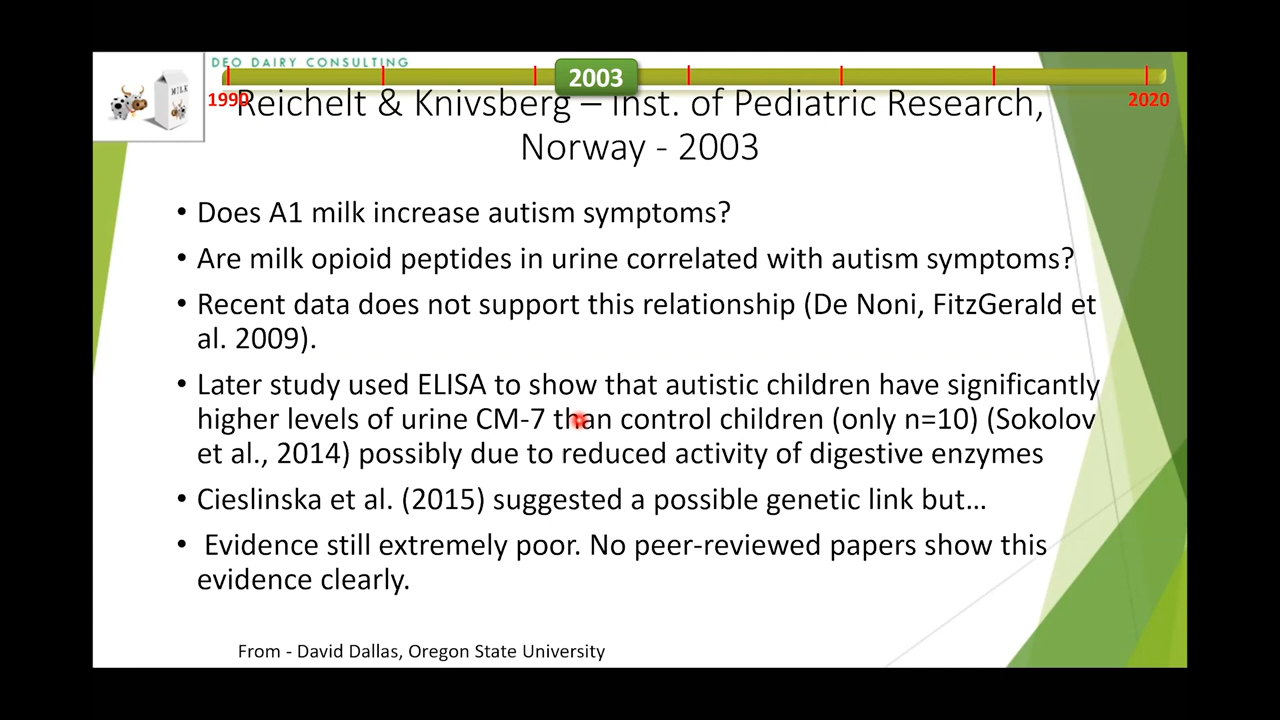 DEO DAIRY CONSULTING
2003
1990
2020
MILK
Reichelt & Knivsberg – Inst. of Pediatric Research,
Norway - 2003
• Does A1 milk increase autism symptoms?
• Are milk opioid peptides in urine correlated with autism symptoms?
• Recent data does not support this relationship (De Noni, FitzGerald et
al. 2009).
• Later study used ELISA to show that autistic children have significantly
higher levels of urine CM-7 than control children (only n=10) (Sokolov
et al., 2014) possibly due to reduced activity of digestive enzymes
• Cieslinska et al. (2015) suggested a possible genetic link but…
• Evidence still extremely poor. No peer-reviewed papers show this
evidence clearly.
From - David Dallas, Oregon State University